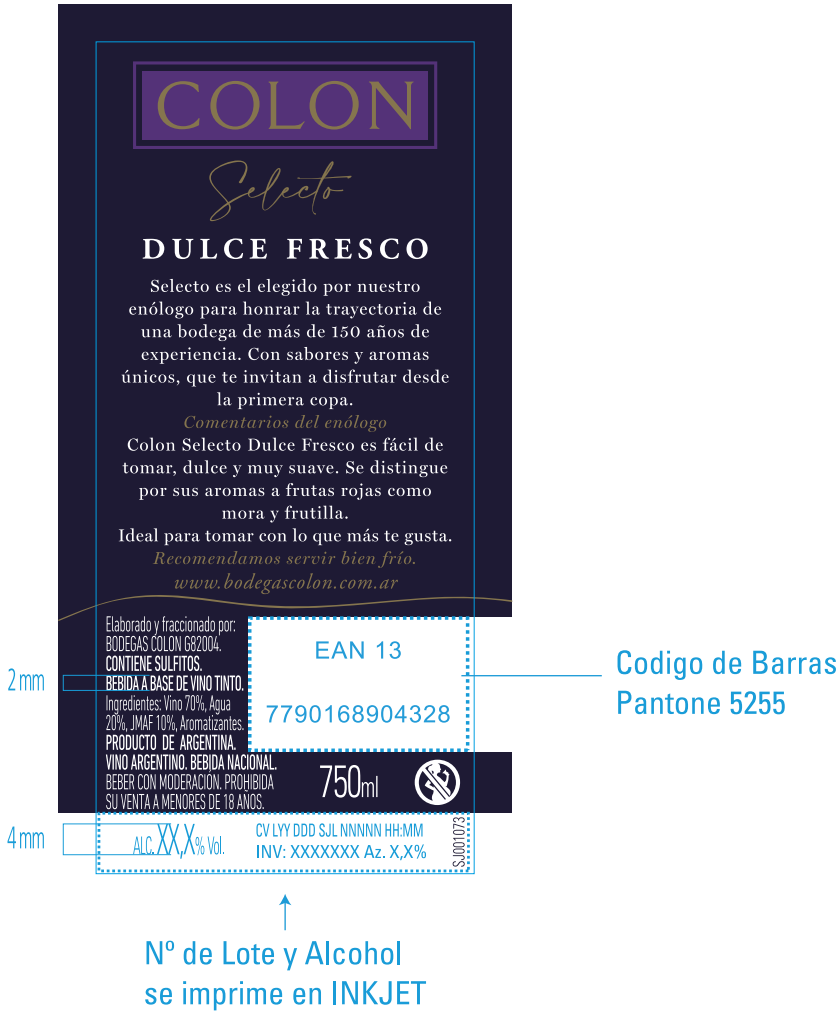 COLON
Selecto
DULCE FRESCO
Selecto es el elegido por nuestro
enólogo para honrar la trayectoria de
una bodega de más de 150 años de
experiencia. Con sabores y aromas
únicos, que te invitan a disfrutar desde
la primera copa.
Comentarios del enólogo
Colon Selecto Dulce Fresco es fácil de
tomar, dulce y muy suave. Se distingue
por sus aromas a frutas rojas como
mora y frutilla.
Ideal para tomar con lo que más te gusta.
Recomendamos servir bien frío.
www.bodegascolon.com.ar
Elaborado y fraccionado por:
BODEGAS COLON G82004.
CONTIENE SULFITOS.
BEBIDA A BASE DE VINO TINTO.
Ingredientes: Vino 70%, Agua
20%, JMAF 10%, Aromatizantes.
PRODUCTO DE ARGENTINA.
VINO ARGENTINO. BEBIDA NACIONAL.
BEBER CON MODERACIÓN. PROHIBIDA
SU VENTA A MENORES DE 18 AÑOS.
2mm
EAN 13
7790168904328
Codigo de Barras
Pantone 5255
750ml
4mm
ALC. XX,X% Vol.
CV LYY DDD SJL NNNNN HH:MM
INV: XXXXXXX Az. X,X%
SJ001073
Nº de Lote y Alcohol
se imprime en INKJET